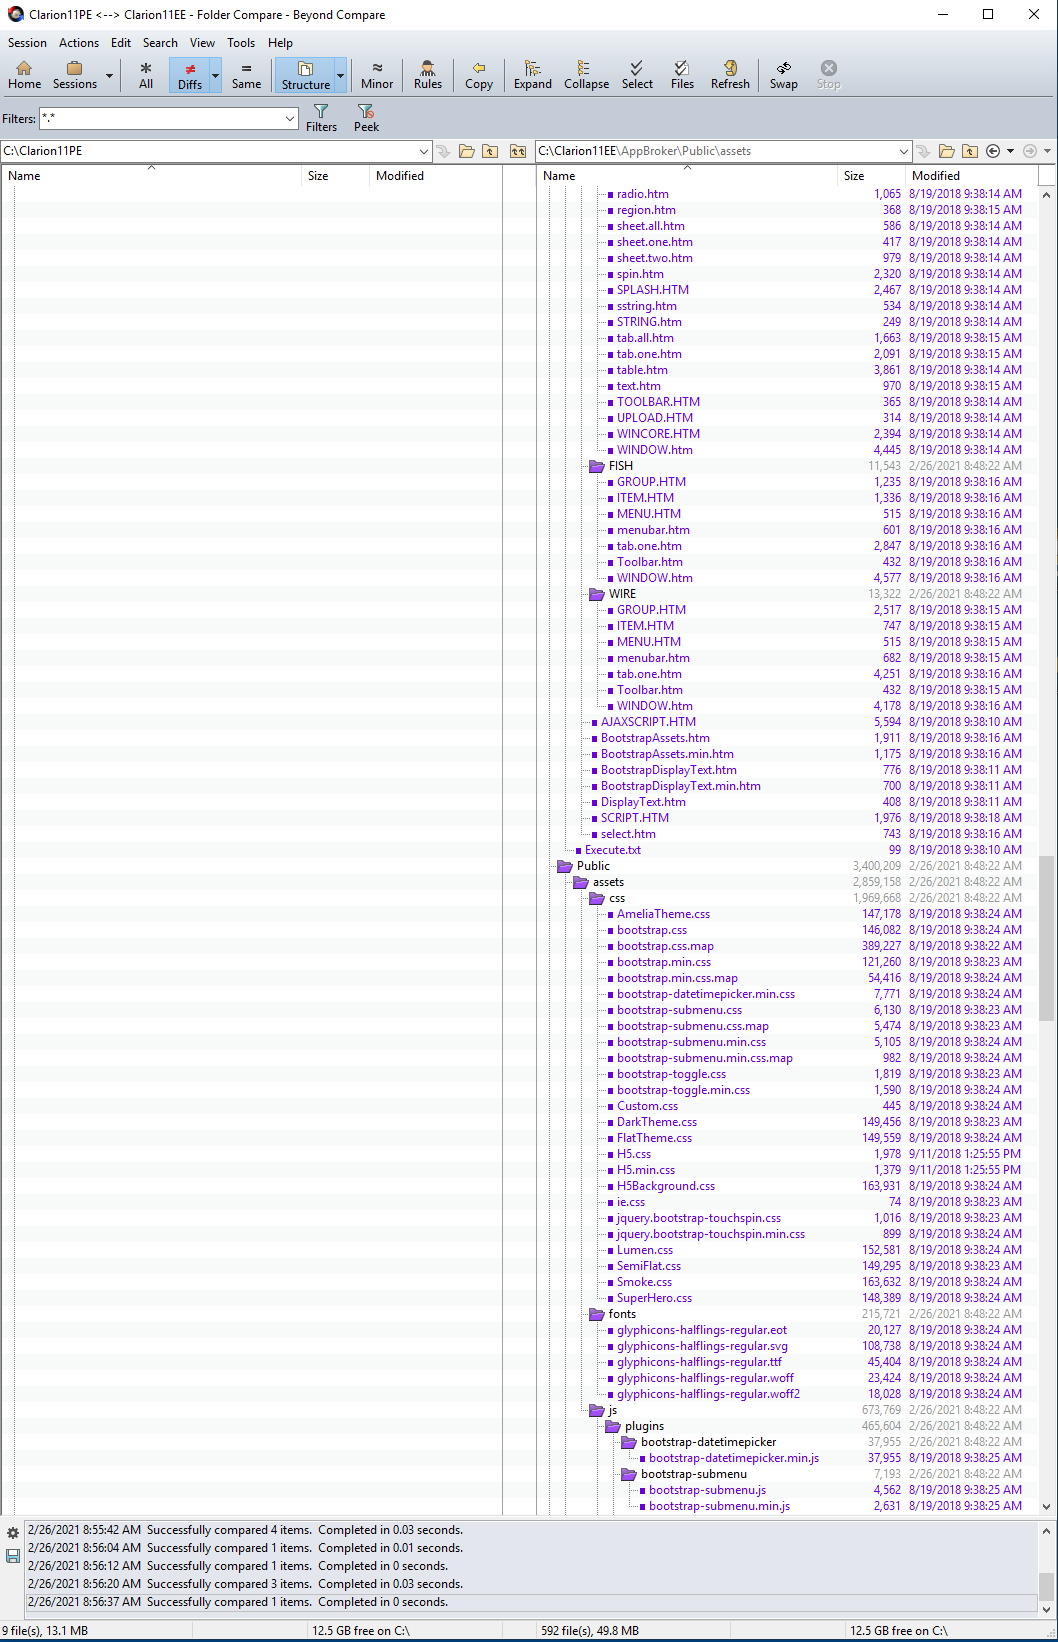 Clarion11PE <--> Clarion11EE - Folder Compare - Beyond Compare
Session Actions Edit Search View Tools Help
Home Sessions All Diffs Same Structure Minor Rules Copy Expand Collapse Select Files Refresh Swap Stop
Filters: *.* Filters Peek
C:\Clarion11PE C:\Clarion11EE\AppBroker\Public\assets
Name Size Modified Name Size Modified
radio.htm 1,065 8/19/2018 9:38:14 AM
region.htm 368 8/19/2018 9:38:15 AM
sheet.all.htm 586 8/19/2018 9:38:14 AM
sheet.one.htm 417 8/19/2018 9:38:14 AM
sheet.two.htm 979 8/19/2018 9:38:15 AM
spin.htm 2,320 8/19/2018 9:38:14 AM
SPLASH.HTM 2,467 8/19/2018 9:38:14 AM
sstring.htm 534 8/19/2018 9:38:14 AM
STRING.htm 249 8/19/2018 9:38:14 AM
tab.all.htm 1,663 8/19/2018 9:38:15 AM
tab.one.htm 2,091 8/19/2018 9:38:15 AM
table.htm 3,861 8/19/2018 9:38:14 AM
text.htm 970 8/19/2018 9:38:15 AM
TOOLBAR.HTM 365 8/19/2018 9:38:14 AM
UPLOAD.HTM 314 8/19/2018 9:38:14 AM
WINCORE.HTM 2,394 8/19/2018 9:38:14 AM
WINDOW.htm 4,445 8/19/2018 9:38:14 AM
FISH 11,543 2/26/2021 8:48:22 AM
GROUP.HTM 1,235 8/19/2018 9:38:16 AM
ITEM.HTM 1,336 8/19/2018 9:38:16 AM
MENU.HTM 515 8/19/2018 9:38:16 AM
menubar.htm 601 8/19/2018 9:38:16 AM
tab.one.htm 2,847 8/19/2018 9:38:16 AM
Toolbar.htm 432 8/19/2018 9:38:16 AM
WINDOW.htm 4,577 8/19/2018 9:38:16 AM
WIRE 13,322 2/26/2021 8:48:22 AM
GROUP.HTM 2,517 8/19/2018 9:38:15 AM
ITEM.HTM 747 8/19/2018 9:38:15 AM
MENU.HTM 515 8/19/2018 9:38:15 AM
menubar.htm 682 8/19/2018 9:38:15 AM
tab.one.htm 4,251 8/19/2018 9:38:16 AM
Toolbar.htm 432 8/19/2018 9:38:15 AM
WINDOW.htm 4,178 8/19/2018 9:38:16 AM
AJAXSCRIPT.HTM 5,594 8/19/2018 9:38:10 AM
BootstrapAssets.htm 1,911 8/19/2018 9:38:16 AM
BootstrapAssets.min.htm 1,175 8/19/2018 9:38:16 AM
BootstrapDisplayText.htm 776 8/19/2018 9:38:11 AM
BootstrapDisplayText.min.htm 700 8/19/2018 9:38:11 AM
DisplayText.htm 408 8/19/2018 9:38:11 AM
SCRIPT.HTM 1,976 8/19/2018 9:38:18 AM
select.htm 743 8/19/2018 9:38:16 AM
Execute.txt 99 8/19/2018 9:38:10 AM
Public 3,400,209 2/26/2021 8:48:22 AM
assets 2,859,158 2/26/2021 8:48:22 AM
css 1,969,668 2/26/2021 8:48:22 AM
AmeliaTheme.css 147,178 8/19/2018 9:38:24 AM
bootstrap.css 146,082 8/19/2018 9:38:24 AM
bootstrap.css.map 389,227 8/19/2018 9:38:22 AM
bootstrap.min.css 121,260 8/19/2018 9:38:23 AM
bootstrap.min.css.map 54,416 8/19/2018 9:38:24 AM
bootstrap-datetimepicker.min.css 7,771 8/19/2018 9:38:24 AM
bootstrap-submenu.css 6,130 8/19/2018 9:38:23 AM
bootstrap-submenu.css.map 5,474 8/19/2018 9:38:24 AM
bootstrap-submenu.min.css 5,105 8/19/2018 9:38:23 AM
bootstrap-submenu.min.css.map 982 8/19/2018 9:38:24 AM
bootstrap-toggle.css 1,819 8/19/2018 9:38:23 AM
bootstrap-toggle.min.css 1,590 8/19/2018 9:38:24 AM
Custom.css 445 8/19/2018 9:38:24 AM
DarkTheme.css 149,456 8/19/2018 9:38:23 AM
FlatTheme.css 149,559 8/19/2018 9:38:24 AM
H5.css 1,978 9/11/2018 1:25:55 PM
H5.min.css 1,379 9/11/2018 1:25:55 PM
H5Background.css 163,931 8/19/2018 9:38:24 AM
ie.css 74 8/19/2018 9:38:23 AM
jquery.bootstrap-touchspin.css 1,016 8/19/2018 9:38:23 AM
jquery.bootstrap-touchspin.min.css 899 8/19/2018 9:38:24 AM
Lumen.css 152,581 8/19/2018 9:38:24 AM
SemiFlat.css 149,295 8/19/2018 9:38:23 AM
Smoke.css 163,632 8/19/2018 9:38:24 AM
SuperHero.css 148,389 8/19/2018 9:38:24 AM
fonts 215,721 2/26/2021 8:48:22 AM
glyphicons-halflings-regular.eot 20,127 8/19/2018 9:38:24 AM
glyphicons-halflings-regular.svg 108,738 8/19/2018 9:38:24 AM
glyphicons-halflings-regular.ttf 45,404 8/19/2018 9:38:24 AM
glyphicons-halflings-regular.woff 23,424 8/19/2018 9:38:24 AM
glyphicons-halflings-regular.woff2 18,028 8/19/2018 9:38:24 AM
js 673,769 2/26/2021 8:48:22 AM
plugins 465,604 2/26/2021 8:48:22 AM
bootstrap-datetimepicker 37,955 2/26/2021 8:48:22 AM
bootstrap-datetimepicker.min.js 37,955 8/19/2018 9:38:25 AM
bootstrap-submenu 7,193 2/26/2021 8:48:22 AM
bootstrap-submenu.js 4,562 8/19/2018 9:38:25 AM
bootstrap-submenu.min.js 2,631 8/19/2018 9:38:25 AM
2/26/2021 8:55:42 AM Successfully compared 4 items. Completed in 0.03 seconds.
2/26/2021 8:56:04 AM Successfully compared 1 items. Completed in 0.01 seconds.
2/26/2021 8:56:12 AM Successfully compared 1 items. Completed in 0 seconds.
2/26/2021 8:56:20 AM Successfully compared 3 items. Completed in 0.03 seconds.
2/26/2021 8:56:37 AM Successfully compared 1 items. Completed in 0 seconds.
9 file(s), 13.1 MB 12.5 GB free on C:\ 592 file(s), 49.8 MB 12.5 GB free on C:\